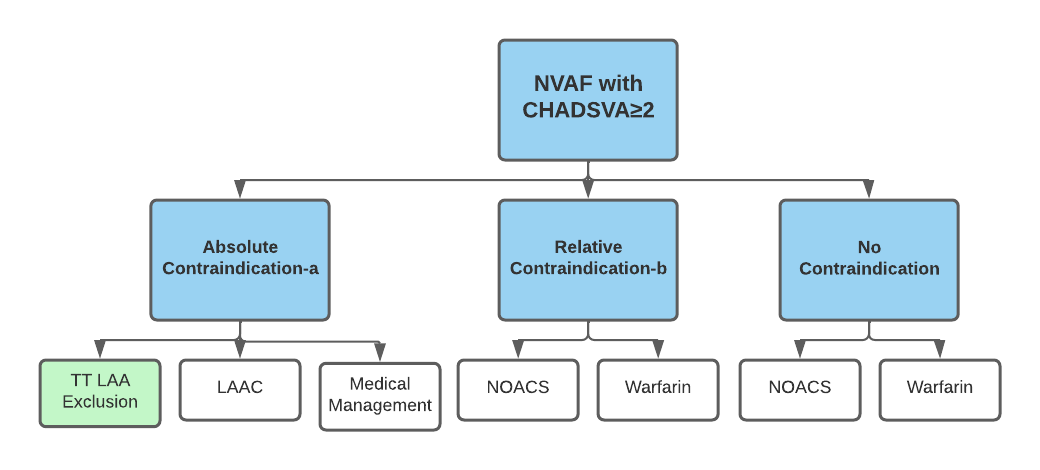 NVAF with
CHADSVA≥2
Absolute
Contraindication-a
Relative
Contraindication-b
No
Contraindication
TT LAA
Exclusion
LAAC
Medical
Management
NOACS
Warfarin
NOACS
Warfarin